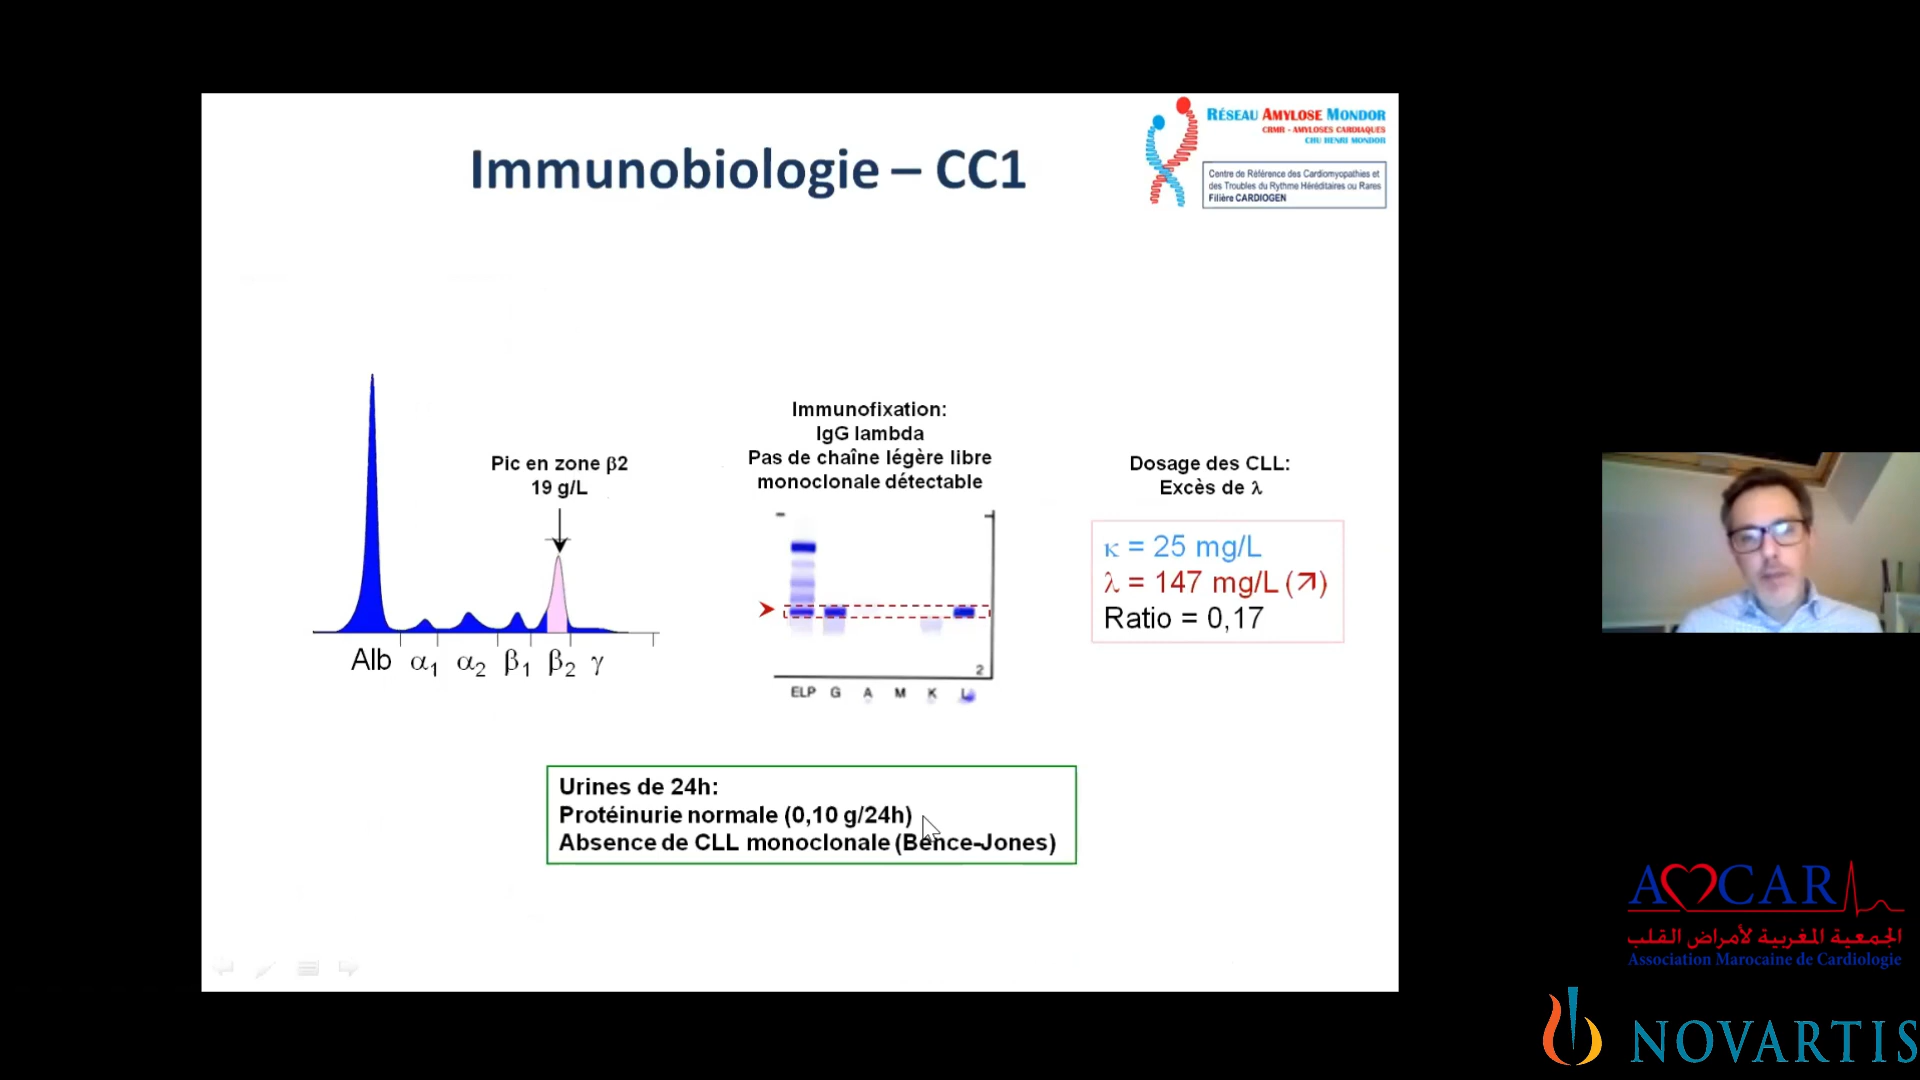 Immunobiologie – CC1
RÉSEAU AMYLOSE MONDOR
CRMR - AMYLOSES CARDIAQUES
CHU HENRI MONDOR
Centre de Référence des Cardiomyopathies et
des Troubles du Rythme Héréditaires ou Rares
Filière CARDIOGEN
Pic en zone β2
19 g/L
Alb α1 α2 β1 β2 γ
Immunofixation:
IgG lambda
Pas de chaîne légère libre
monoclonale détectable
2
ELP G A M K L
Dosage des CLL:
Excès de λ
κ = 25 mg/L
λ = 147 mg/L (↗)
Ratio = 0,17
Urines de 24h:
Protéinurie normale (0,10 g/24h)
Absence de CLL monoclonale (Bence-Jones)
AMCAR
الجمعية المغربية لأمراض القلب
Association Marocaine de Cardiologie
NOVARTIS